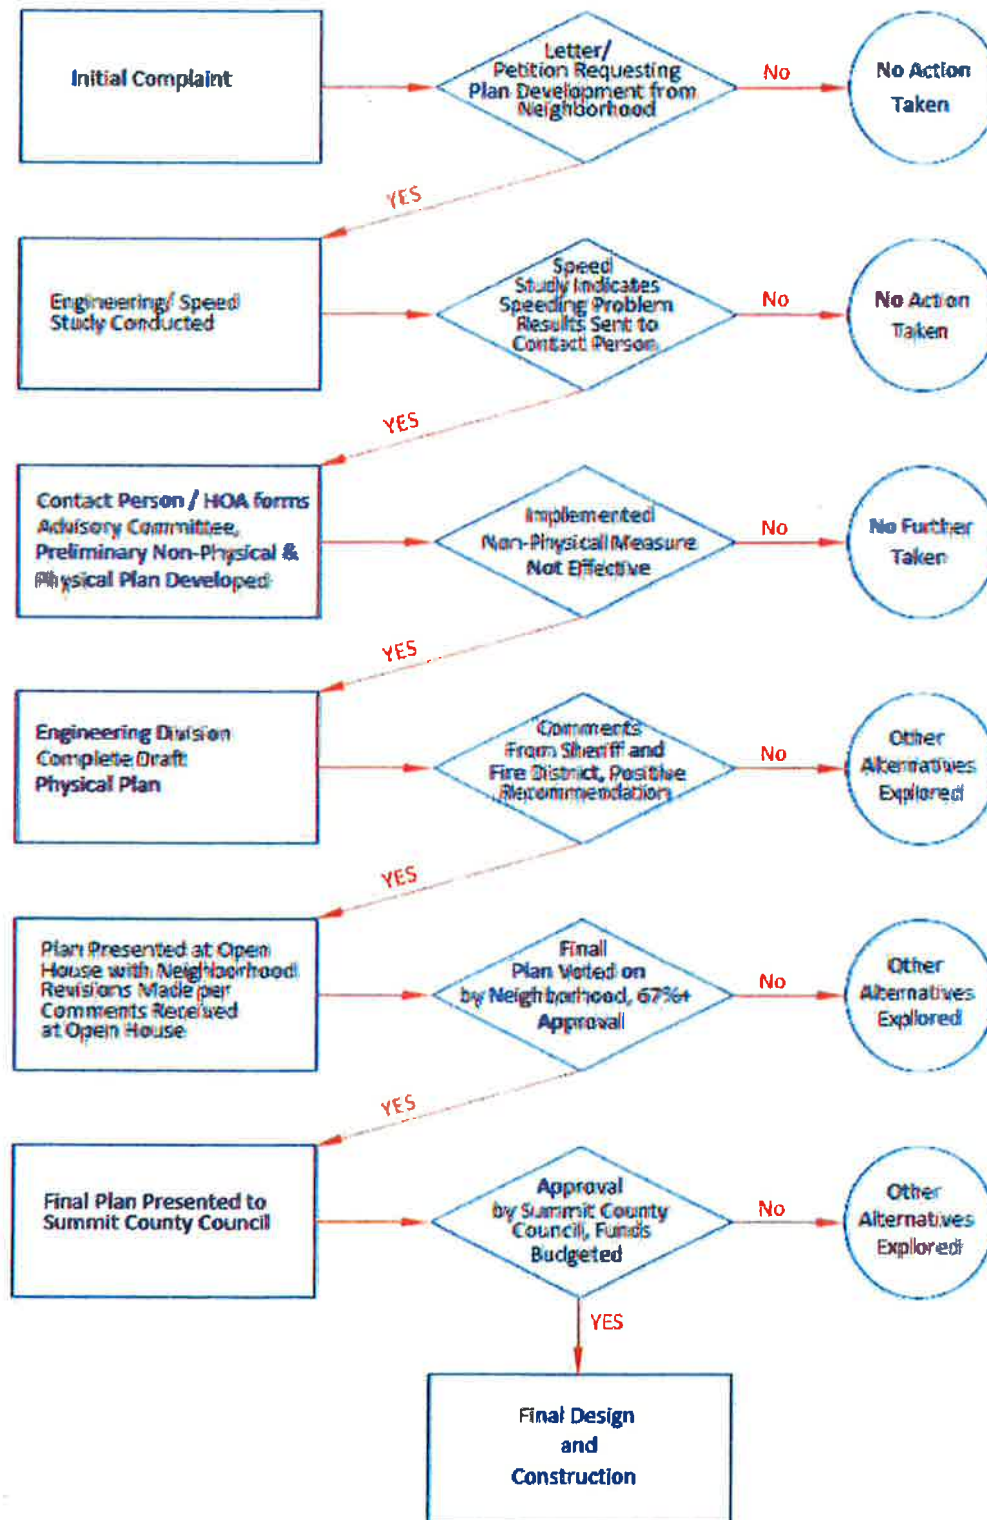 Initial Complaint
Letter/
Petition Requesting
Plan Development from
Neighborhood
No
No Action
Taken
YES
Engineering/ Speed
Study Conducted
Speed
Study Indicates
Speeding Problem
Results Sent to
Contact Person
No
No Action
Taken
YES
Contact Person / HOA forms
Advisory Committee,
Preliminary Non-Physical &
Physical Plan Developed
Implemented
Non-Physical Measure
Not Effective
No
No Further
Taken
YES
Engineering Division
Complete Draft
Physical Plan
Comments
From Sheriff and
Fire District, Positive
Recommendation
No
Other
Alternatives
Explored
YES
Plan Presented at Open
House with Neighborhood
Revisions Made per
Comments Received
at Open House
Final
Plan Voted on
by Neighborhood, 67%+
Approval
No
Other
Alternatives
Explored
YES
Final Plan Presented to
Summit County Council
Approval
by Summit County
Council, Funds
Budgeted
No
Other
Alternatives
Explored
YES
Final Design
and
Construction